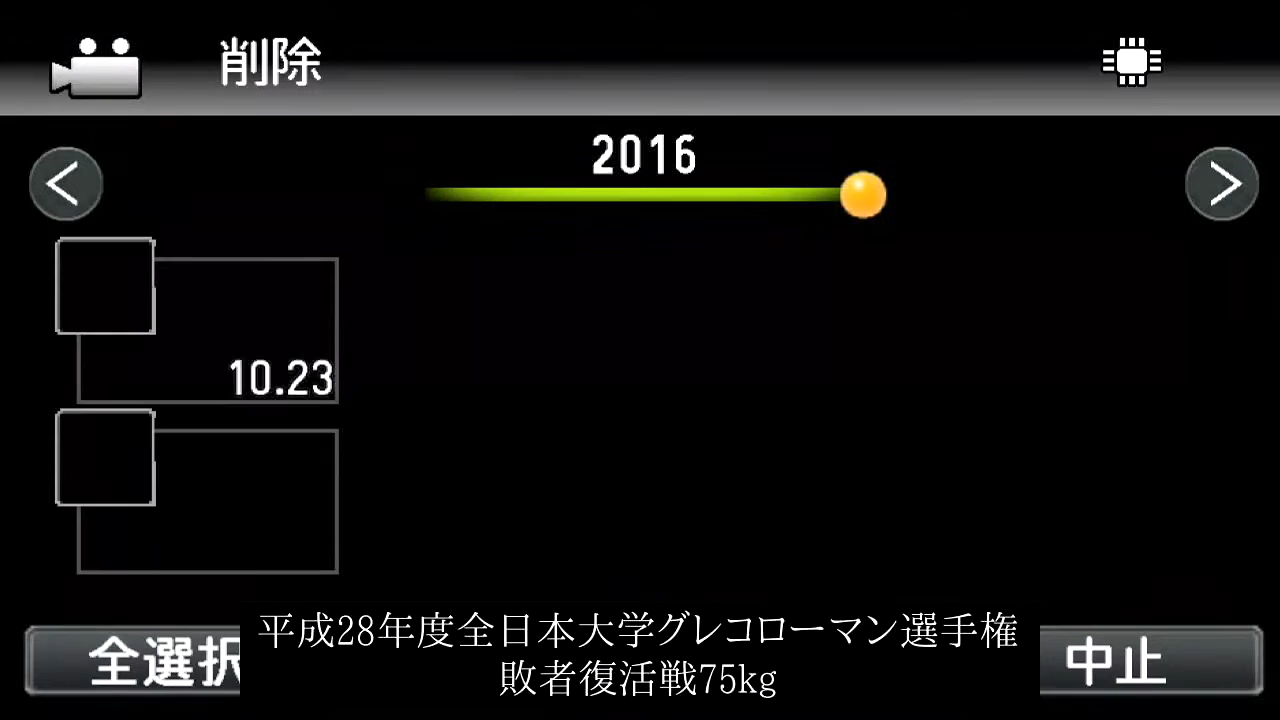 削除
2016
10.23
全選択
平成28年度全日本大学グレコローマン選手権
敗者復活戦75kg
中止